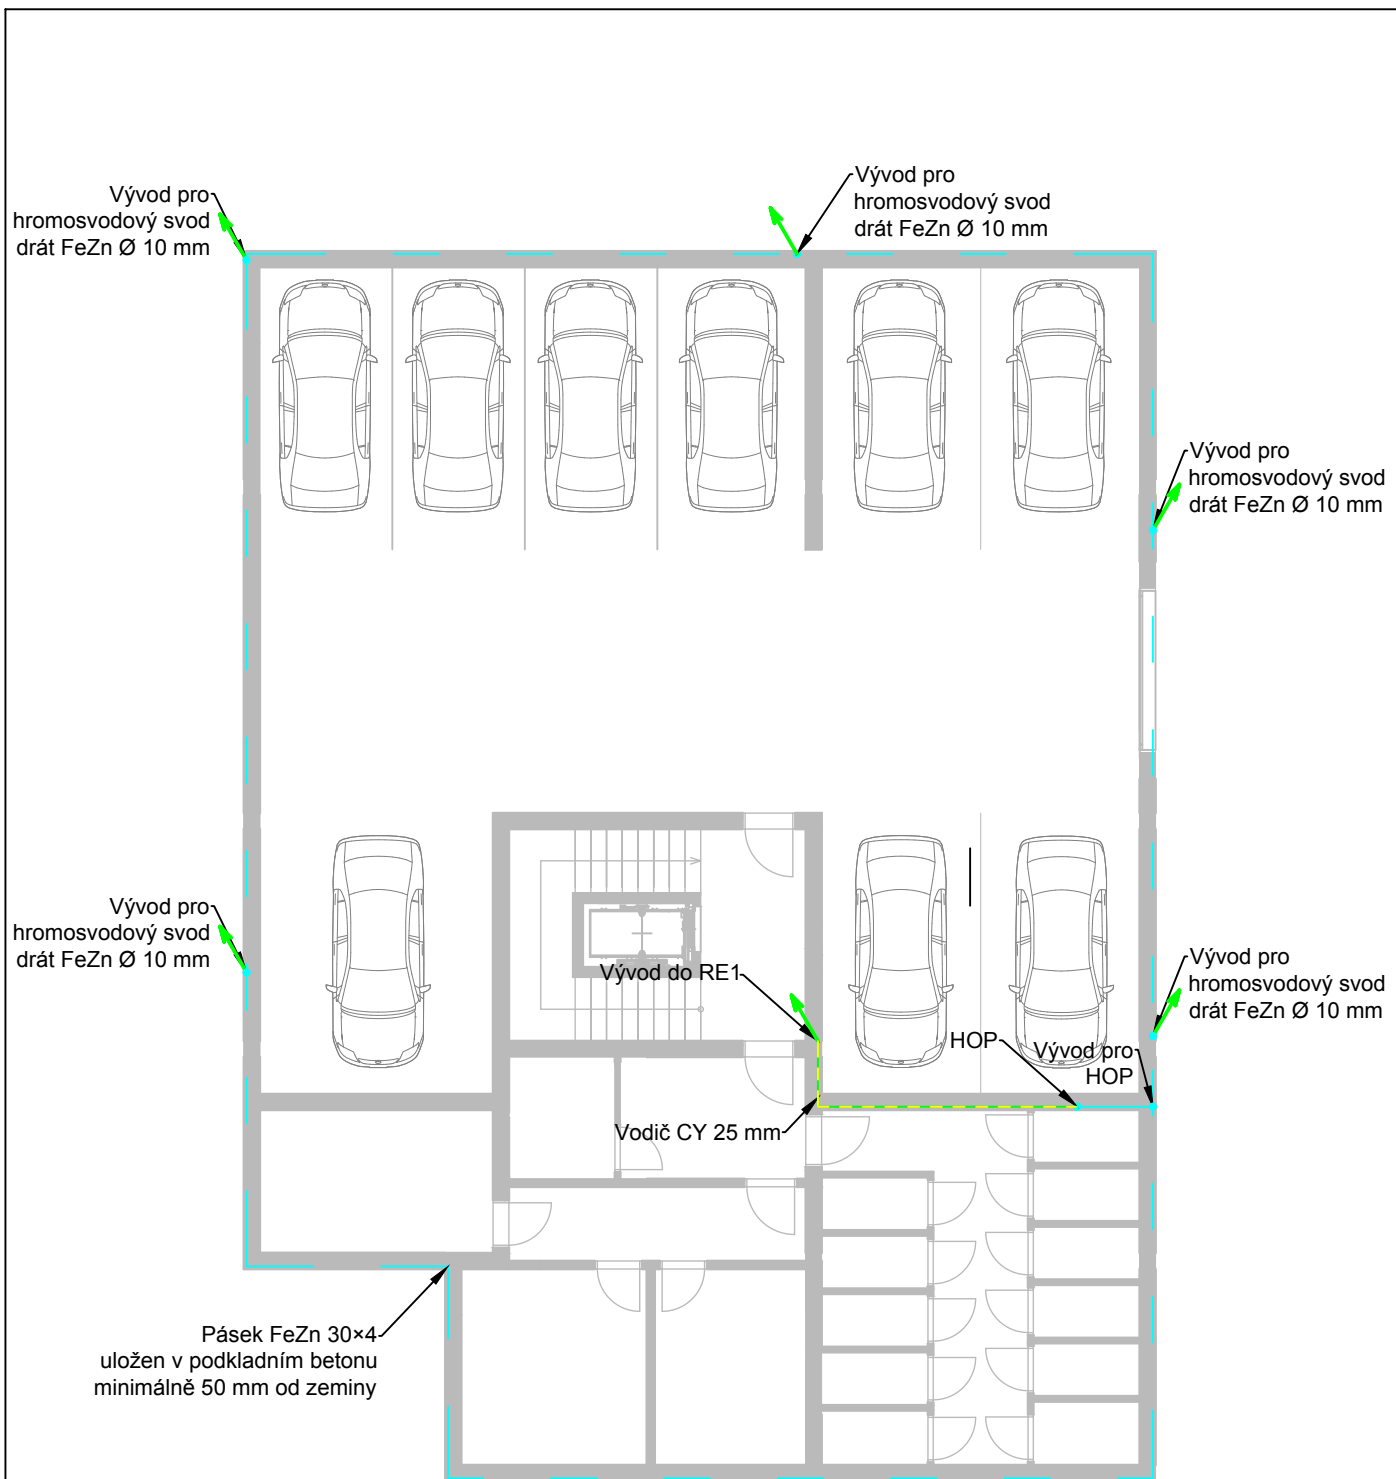 Vývod pro
hromosvodový svod
drát FeZn Ø 10 mm
Vývod pro
hromosvodový svod
drát FeZn Ø 10 mm
Vývod pro
hromosvodový svod
drát FeZn Ø 10 mm
Vývod pro
hromosvodový svod
drát FeZn Ø 10 mm
Vývod do RE1
Vývod pro
hromosvodový svod
drát FeZn Ø 10 mm
HOP
Vývod pro
HOP
Vodič CY 25 mm
Pásek FeZn 30×4
uložen v podkladním betonu
minimálně 50 mm od zeminy